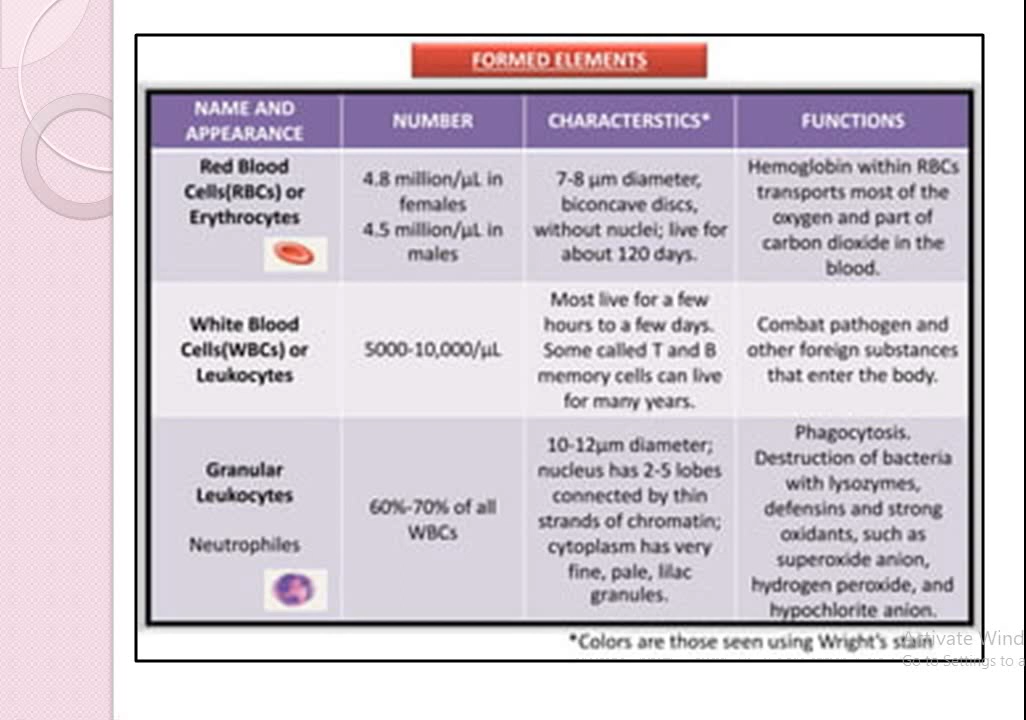 FORMED ELEMENTS
NAME AND
APPEARANCE
NUMBER
CHARACTERSTICS*
FUNCTIONS
Red Blood
Cells(RBCs) or
Erythrocytes
4.8 million/µL in
females
4.5 million/µL in
males
7-8 µm diameter,
biconcave discs,
without nuclei; live for
about 120 days.
Hemoglobin within RBCs
transports most of the
oxygen and part of
carbon dioxide in the
blood.
White Blood
Cells(WBCs) or
Leukocytes
5000-10,000/µL
Most live for a few
hours to a few days.
Some called T and B
memory cells can live
for many years.
Combat pathogen and
other foreign substances
that enter the body.
Granular
Leukocytes
Neutrophiles
60%-70% of all
WBCs
10-12µm diameter;
nucleus has 2-5 lobes
connected by thin
strands of chromatin;
cytoplasm has very
fine, pale, lilac
granules.
Phagocytosis.
Destruction of bacteria
with lysozymes,
defensins and strong
oxidants, such as
superoxide anion,
hydrogen peroxide, and
hypochlorite anion.
*Colors are those seen using Wright's stain
Activate Wind
Go to Settings to a